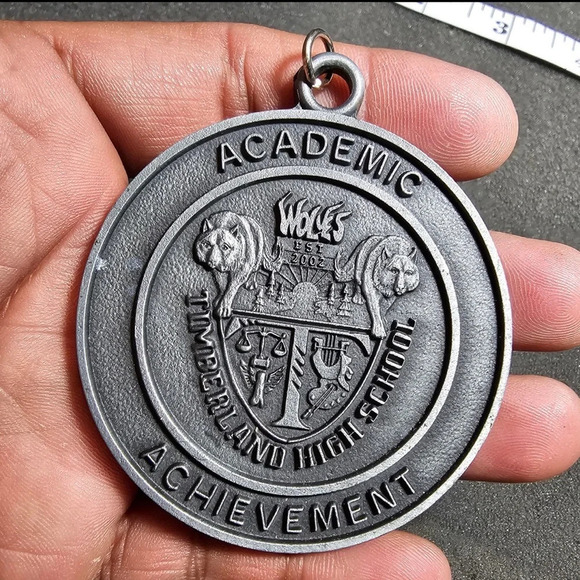 ACADEMIC
WOLVES
EST
2002
TIMBERLAND HIGH SCHOOL
ACHIEVEMENT
3